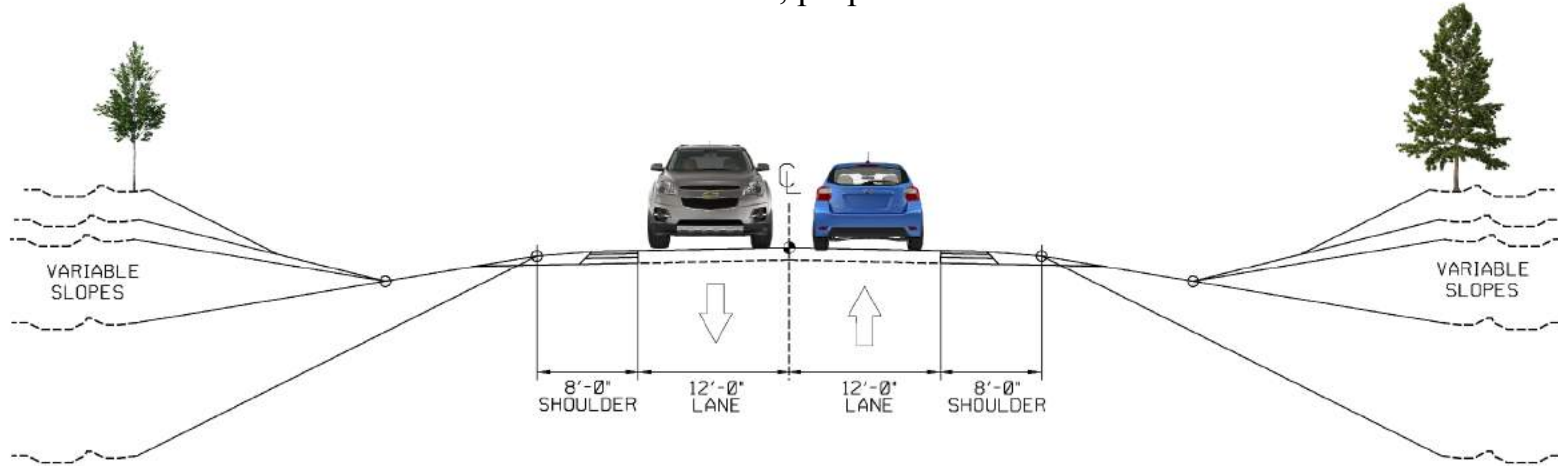 VARIABLE
SLOPES
VARIABLE
SLOPES
8'-0"
SHOULDER
12'-0"
LANE
12'-0"
LANE
8'-0"
SHOULDER